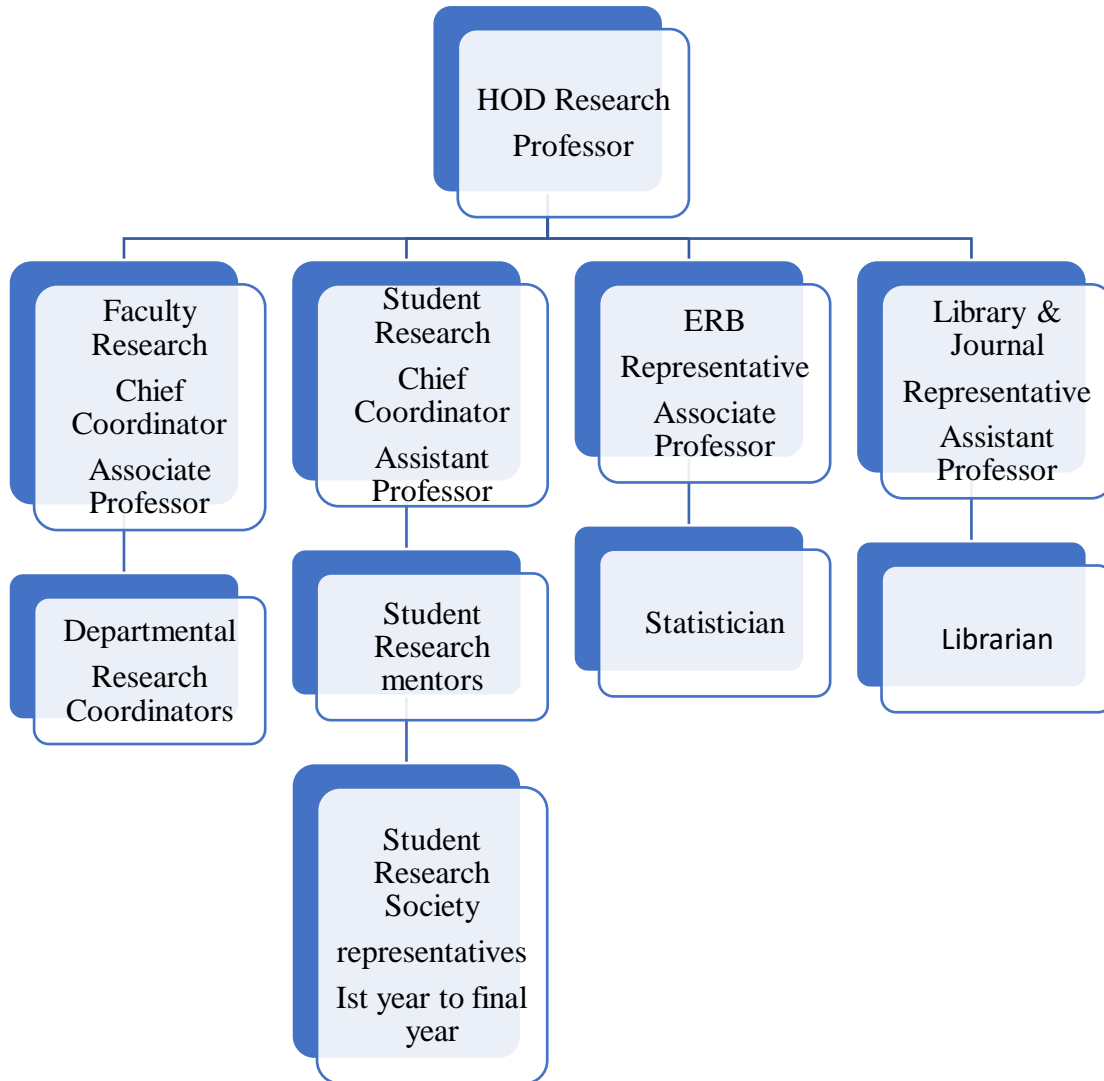 HOD Research
Professor
Faculty
Research
Chief
Coordinator
Associate
Professor
Student
Research
Chief
Coordinator
Assistant
Professor
ERB
Representative
Associate
Professor
Library &
Journal
Representative
Assistant
Professor
Departmental
Research
Coordinators
Student
Research
mentors
Statistician
Librarian
Student
Research
Society
representatives
Ist year to final
year